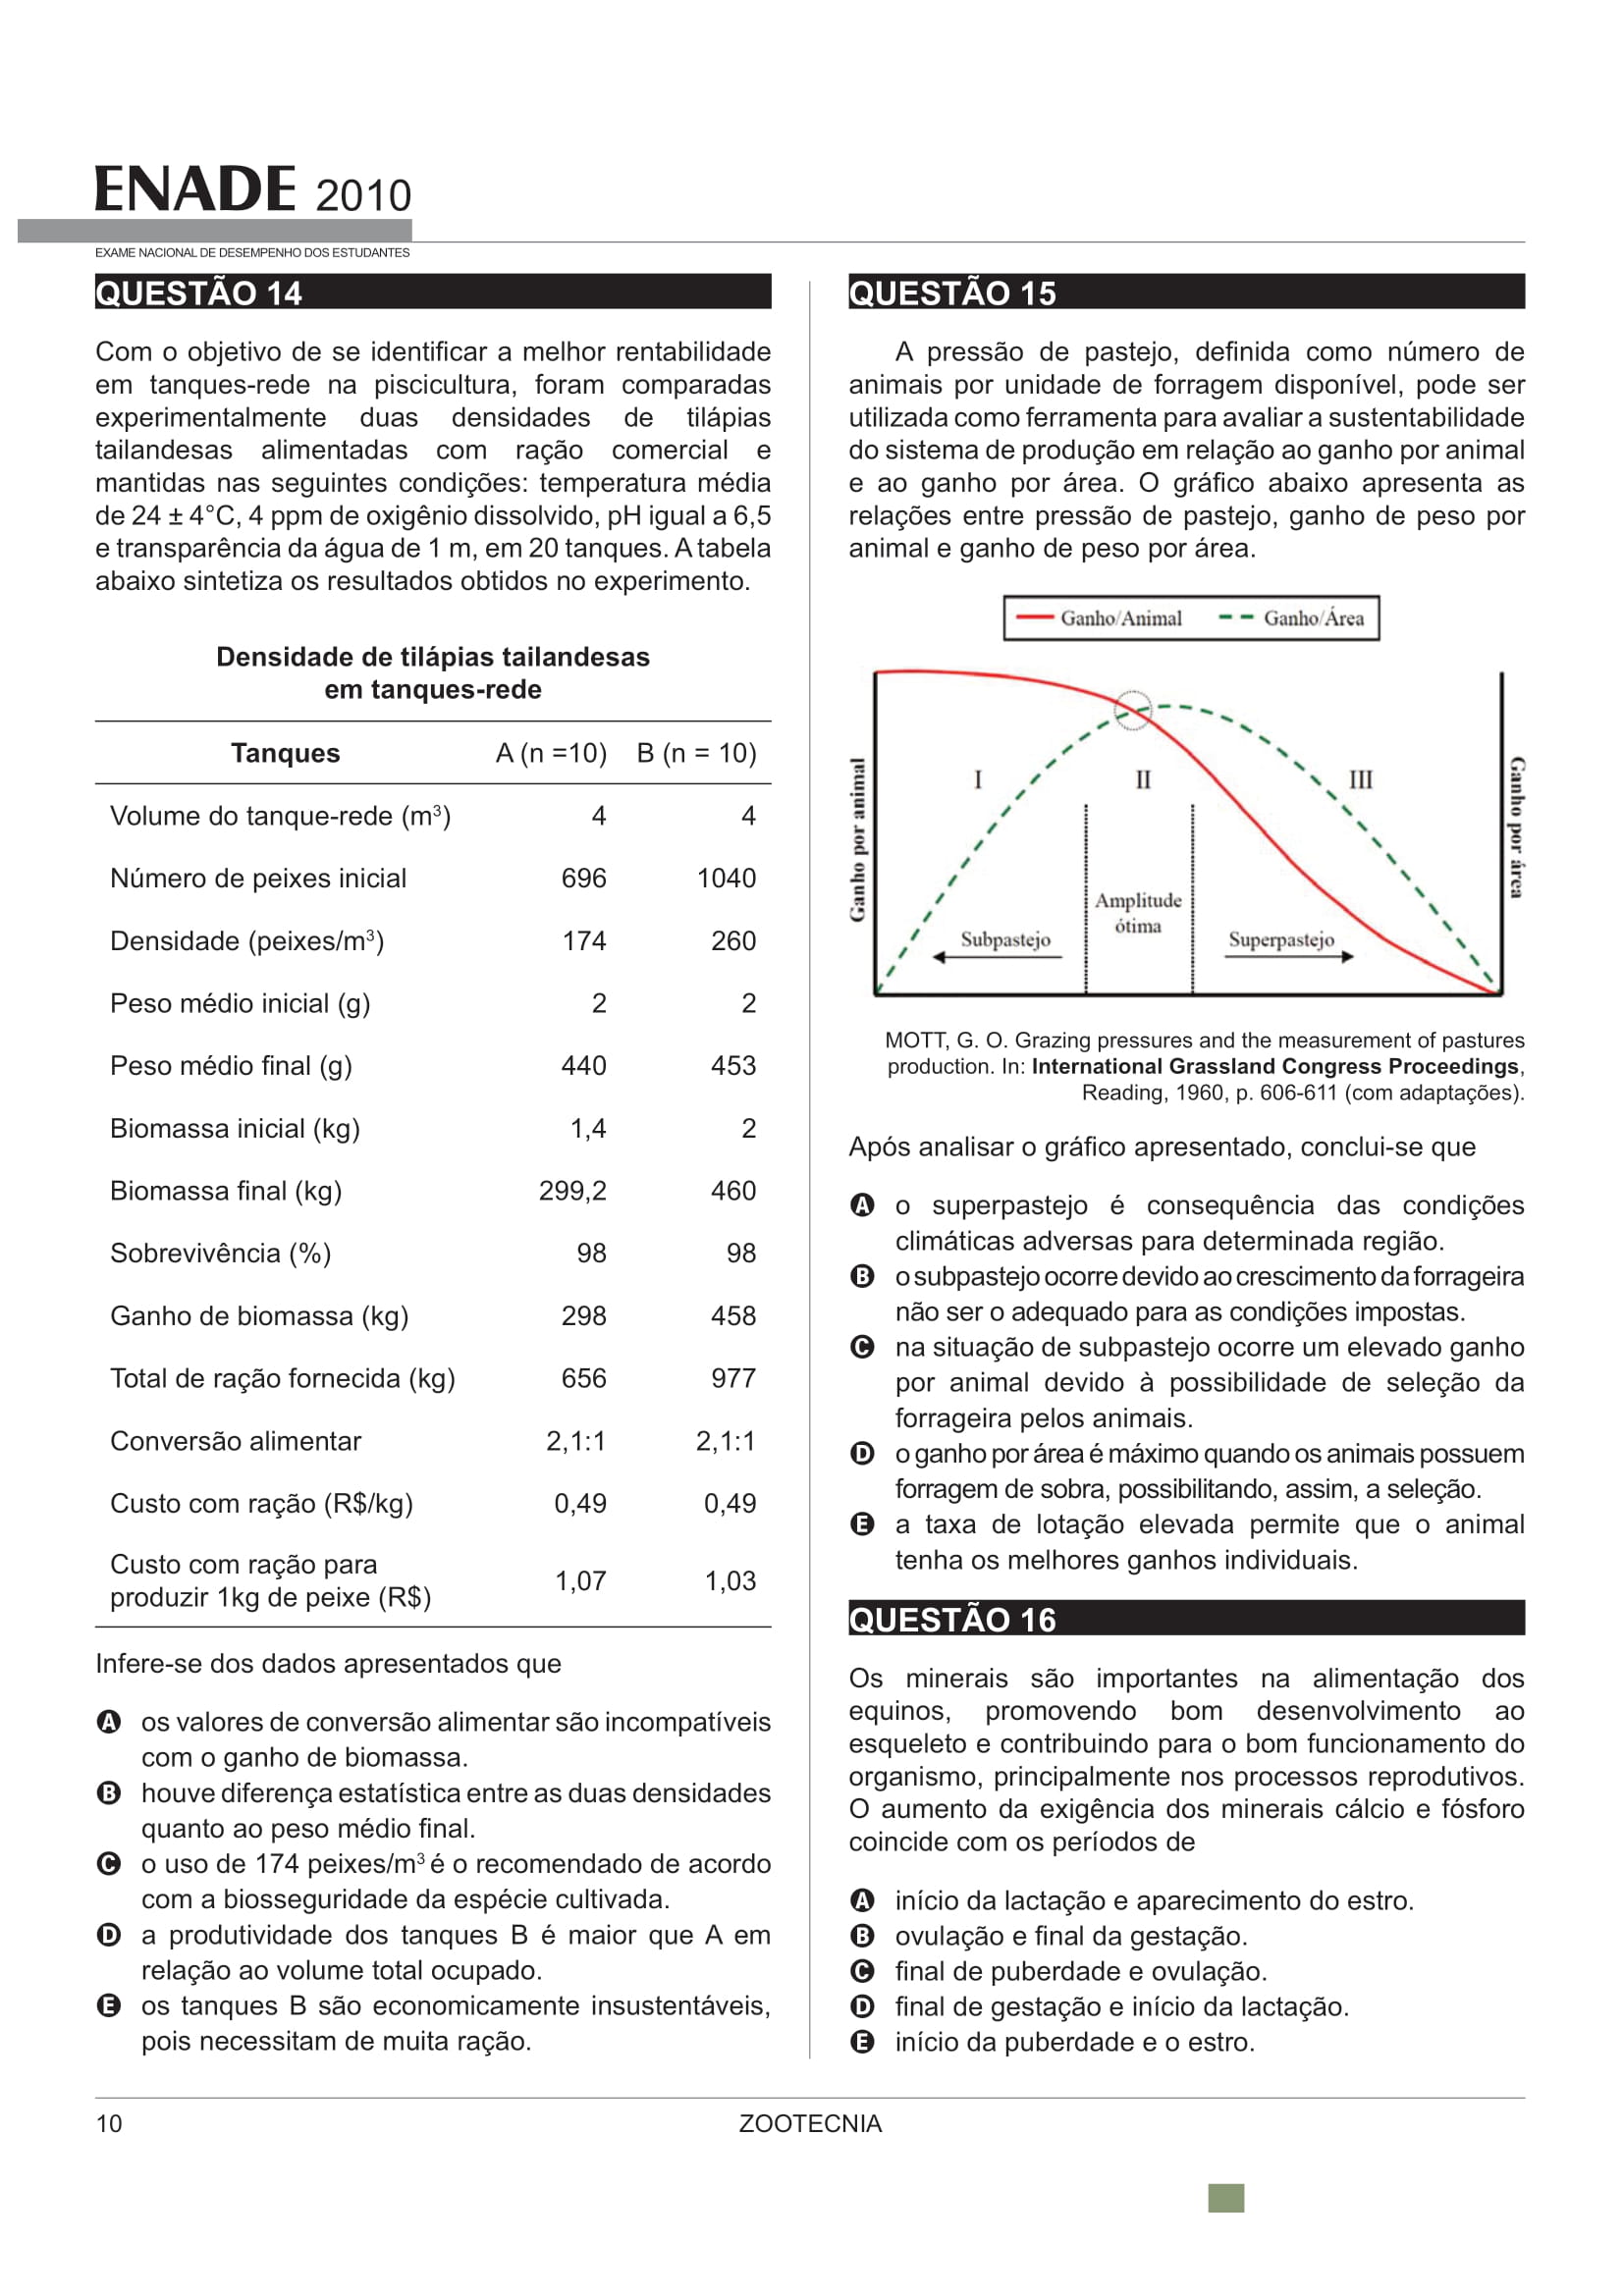 ENADE 2010
EXAME NACIONAL DE DESEMPENHO DOS ESTUDANTES
QUESTÃO 14
Com o objetivo de se identificar a melhor rentabilidade
em tanques-rede na piscicultura, foram comparadas
experimentalmente duas densidades de tilápias
tailandesas alimentadas com ração comercial e
mantidas nas seguintes condições: temperatura média
de 24 ± 4°C, 4 ppm de oxigênio dissolvido, pH igual a 6,5
e transparência da água de 1 m, em 20 tanques. A tabela
abaixo sintetiza os resultados obtidos no experimento.
Densidade de tilápias tailandesas
em tanques-rede
Tanques A (n =10) B (n = 10)
Volume do tanque-rede (m³) 4 4
Número de peixes inicial 696 1040
Densidade (peixes/m³) 174 260
Peso médio inicial (g) 2 2
Peso médio final (g) 440 453
Biomassa inicial (kg) 1,4 2
Biomassa final (kg) 299,2 460
Sobrevivência (%) 98 98
Ganho de biomassa (kg) 298 458
Total de ração fornecida (kg) 656 977
Conversão alimentar 2,1:1 2,1:1
Custo com ração (R$/kg) 0,49 0,49
Custo com ração para
produzir 1kg de peixe (R$) 1,07 1,03
Infere-se dos dados apresentados que
A os valores de conversão alimentar são incompatíveis
com o ganho de biomassa.
B houve diferença estatística entre as duas densidades
quanto ao peso médio final.
C o uso de 174 peixes/m³ é o recomendado de acordo
com a biosseguridade da espécie cultivada.
D a produtividade dos tanques B é maior que A em
relação ao volume total ocupado.
E os tanques B são economicamente insustentáveis,
pois necessitam de muita ração.
QUESTÃO 15
A pressão de pastejo, definida como número de
animais por unidade de forragem disponível, pode ser
utilizada como ferramenta para avaliar a sustentabilidade
do sistema de produção em relação ao ganho por animal
e ao ganho por área. O gráfico abaixo apresenta as
relações entre pressão de pastejo, ganho de peso por
animal e ganho de peso por área.
Ganho/Animal Ganho/Área
Ganho por animal
I II III
Amplitude
ótima
Subpastejo Superpastejo
Ganho por área
MOTT, G. O. Grazing pressures and the measurement of pastures
production. In: International Grassland Congress Proceedings,
Reading, 1960, p. 606-611 (com adaptações).
Após analisar o gráfico apresentado, conclui-se que
A o superpastejo é consequência das condições
climáticas adversas para determinada região.
B o subpastejo ocorre devido ao crescimento da forrageira
não ser o adequado para as condições impostas.
C na situação de subpastejo ocorre um elevado ganho
por animal devido à possibilidade de seleção da
forrageira pelos animais.
D o ganho por área é máximo quando os animais possuem
forragem de sobra, possibilitando, assim, a seleção.
E a taxa de lotação elevada permite que o animal
tenha os melhores ganhos individuais.
QUESTÃO 16
Os minerais são importantes na alimentação dos
equinos, promovendo bom desenvolvimento ao
esqueleto e contribuindo para o bom funcionamento do
organismo, principalmente nos processos reprodutivos.
O aumento da exigência dos minerais cálcio e fósforo
coincide com os períodos de
A início da lactação e aparecimento do estro.
B ovulação e final da gestação.
C final de puberdade e ovulação.
D final de gestação e início da lactação.
E início da puberdade e o estro.
10
ZOOTECNIA